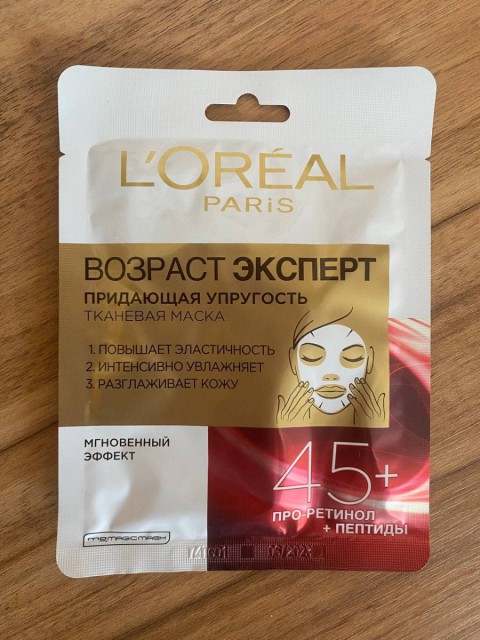 L'ORÉAL
PARiS
ВОЗРАСТ ЭКСПЕРТ
ПРИДАЮЩАЯ УПРУГОСТЬ
ТКАНЕВАЯ МАСКА
1. ПОВЫШАЕТ ЭЛАСТИЧНОСТЬ
2. ИНТЕНСИВНО УВЛАЖНЯЕТ
3. РАЗГЛАЖИВАЕТ КОЖУ
МГНОВЕННЫЙ
ЭФФЕКТ
45+
ПРО-РЕТИНОЛ
+ ПЕПТИДЫ